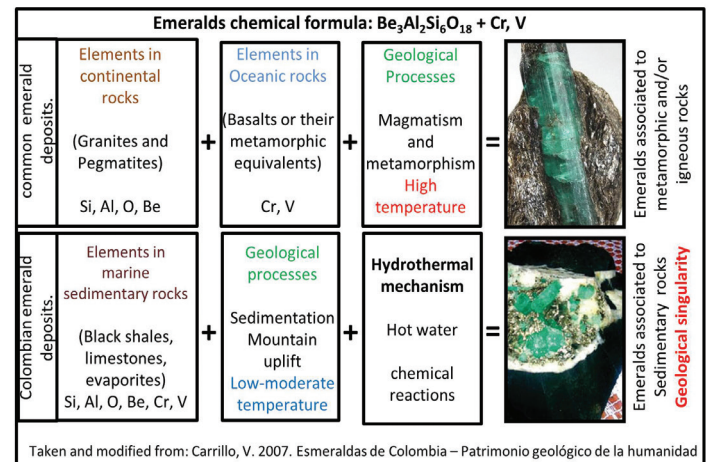 Emeralds chemical formula: Be₃Al₂Si₆O₁₈ + Cr, V
common emerald
deposits.
Elements in
continental
rocks
(Granites and
Pegmatites)
Si, Al, O, Be
+
Elements in
Oceanic rocks
(Basalts or their
metamorphic
equivalents)
Cr, V
+
Geological
Processes
Magmatism
and
metamorphism
High
temperature
=
Emeralds associated to
metamorphic and/or
igneous rocks
Colombian emerald
deposits.
Elements in
marine
sedimentary rocks
(Black shales,
limestones,
evaporites)
Si, Al, O, Be, Cr, V
+
Geological
processes
Sedimentation
Mountain
uplift
Low-moderate
temperature
+
Hydrothermal
mechanism
Hot water
chemical
reactions
=
Emeralds associated to
Sedimentary rocks
Geological singularity
Taken and modified from: Carrillo, V. 2007. Esmeraldas de Colombia – Patrimonio geológico de la humanidad